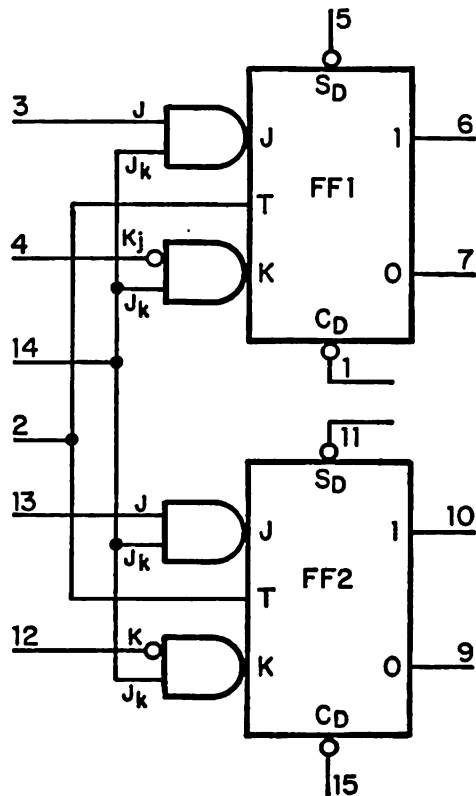 5
S_D
3 J
J 1 6
J_k
FF1
T
4 K_j
K 0 7
J_k
C_D
14
1
2
11
S_D
13 J
J 1 10
J_k
FF2
T
12 K
K 0 9
J_k
C_D
15